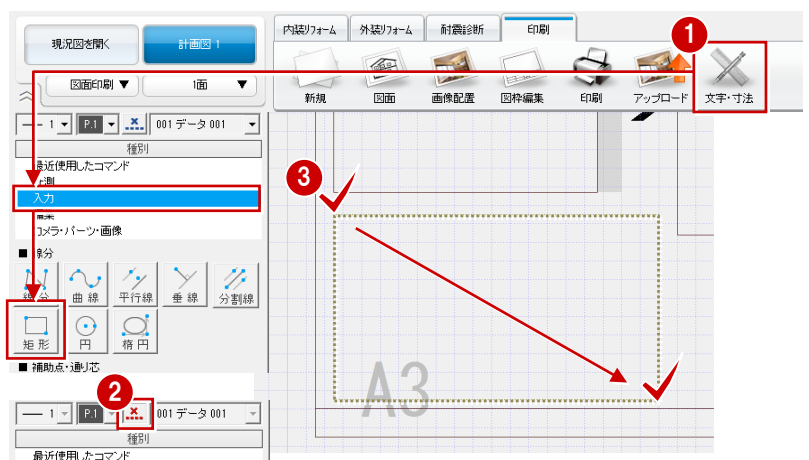 現況図を開く
計画図 1
内装リフォーム 外装リフォーム 耐震診断 印刷
1
図面印刷 ▼ 1面 ▼
新規 図面 画像配置 図枠編集 印刷 アップロード 文字・寸法
1 P.1 001 データ 001
種別
最近使用したコマンド
3
入力
編集
カメラ・パーツ・画像
■ 線分
線分 曲線 平行線 垂線 分割線
矩形 円 楕円
■ 補助点・通り芯
A3
2
1 P.1 001 データ 001
種別
最近使用したコマンド